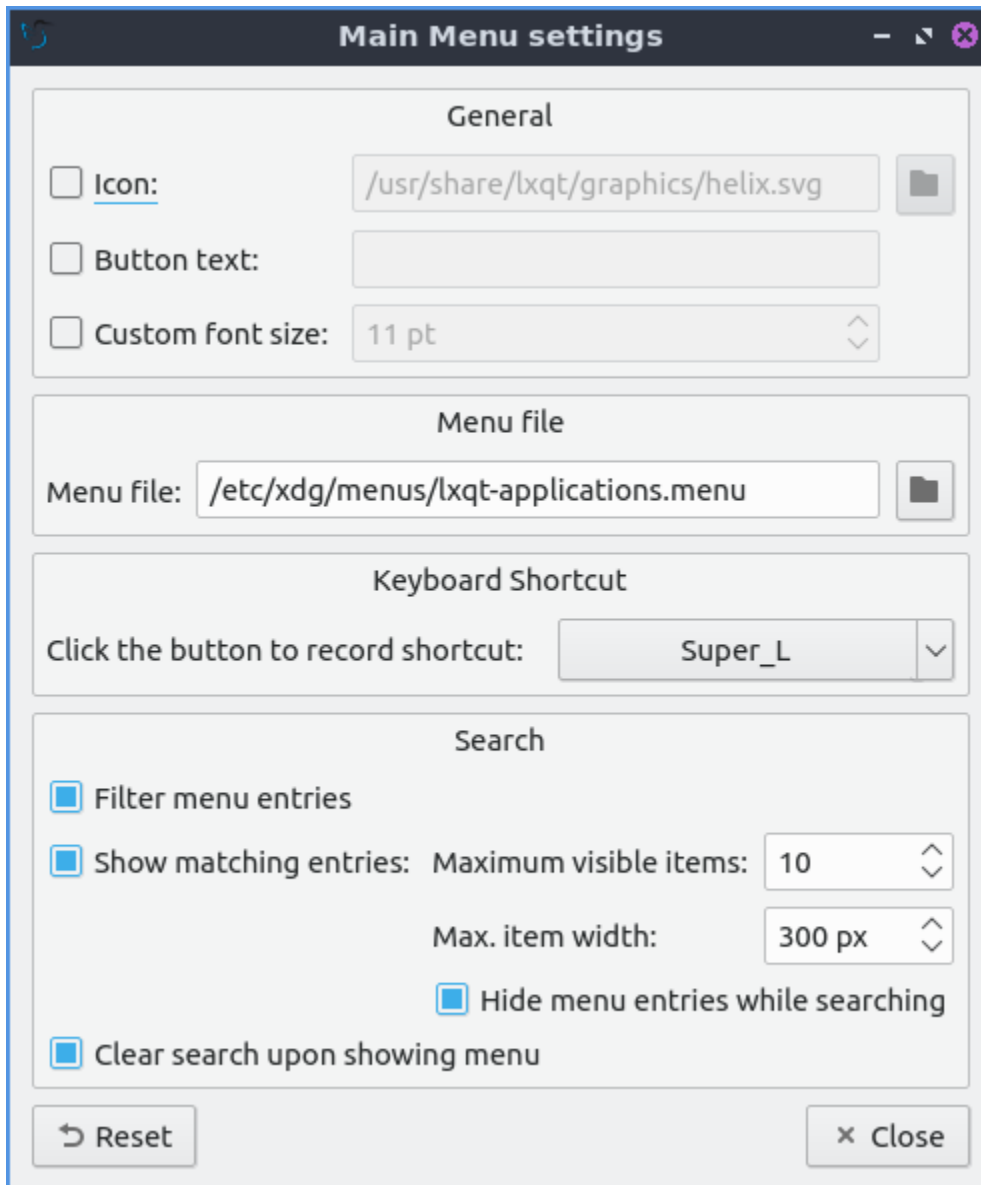 Main Menu settings
General
Icon: /usr/share/lxqt/graphics/helix.svg
Button text:
Custom font size: 11 pt
Menu file
Menu file: /etc/xdg/menus/lxqt-applications.menu
Keyboard Shortcut
Click the button to record shortcut: Super_L
Search
Filter menu entries
Show matching entries: Maximum visible items: 10
Max. item width: 300 px
Hide menu entries while searching
Clear search upon showing menu
Reset Close